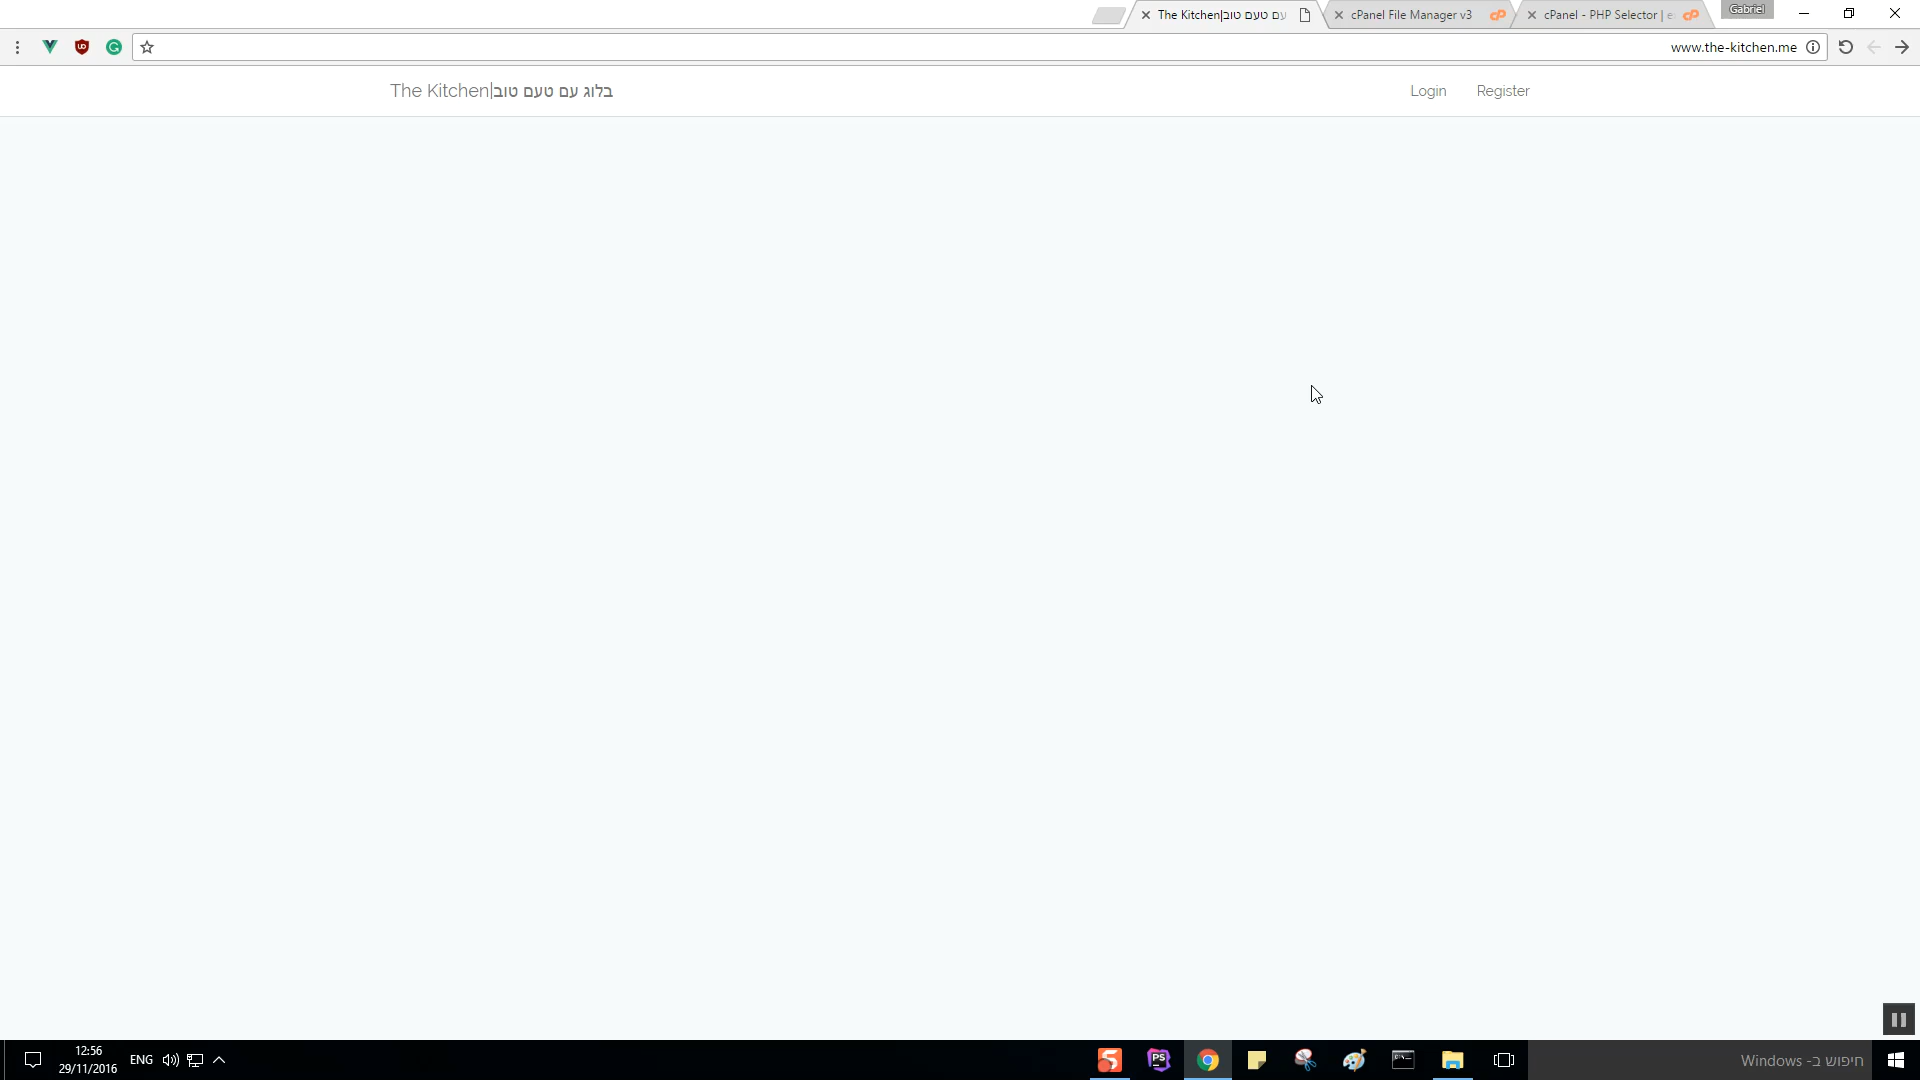 The Kitchen|בלוג עם טעם טוב
The Kitchen|עם טעם טוב
cPanel File Manager v3
cPanel - PHP Selector |
Gabriel
www.the-kitchen.me
Login
Register
12:56
29/11/2016
ENG
PS
חיפוש ב- Windows